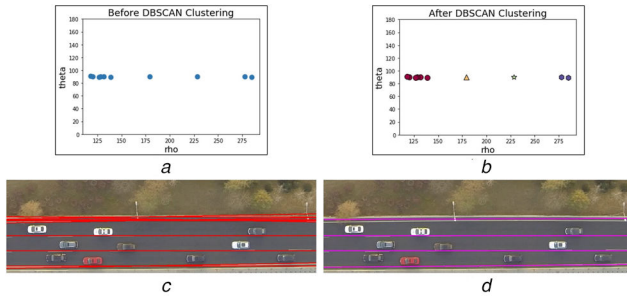 Before DBSCAN Clustering
180
160
140
120
100
80
60
40
20
0
theta
125 150 175 200 225 250 275
rho
a
After DBSCAN Clustering
180
160
140
120
100
80
60
40
20
0
theta
125 150 175 200 225 250 275
rho
b
c
d